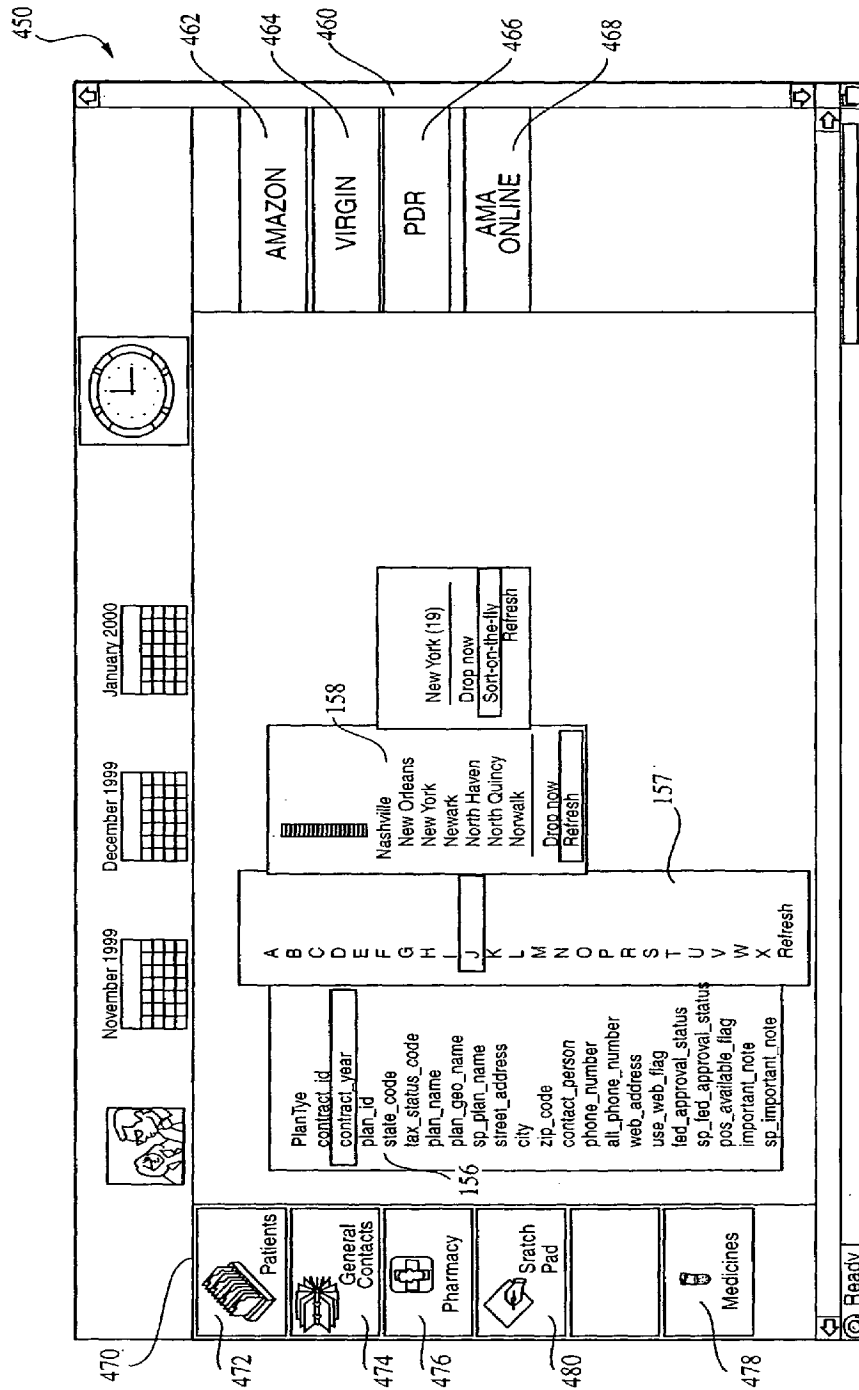 450
462
464
460
466
468
November 1999
December 1999
January 2000
AMAZON
VIRGIN
PDR
AMA
ONLINE
470
472
Patients
474
General
Contacts
476
Pharmacy
480
Sratch
Pad
478
Medicines
156
PlanTye
contract_id
contract_year
plan_id
state_code
tax_status_code
plan_name
plan_geo_name
sp_plan_name
street_address
city
zip_code
contact_person
phone_number
alt_phone_number
web_address
use_web_flag
fed_approval_status
sp_fed_approval_status
pos_available_flag
important_note
sp_important_note
A
B
C
D
E
F
G
H
I
J
K
L
M
N
O
P
R
S
T
U
V
W
X
Refresh
157
158
Nashville
New Orleans
New York
Newark
North Haven
North Quincy
Norwalk
Drop now
Refresh
New York (19)
Drop now
Sort-on-the-fly
Refresh
Ready